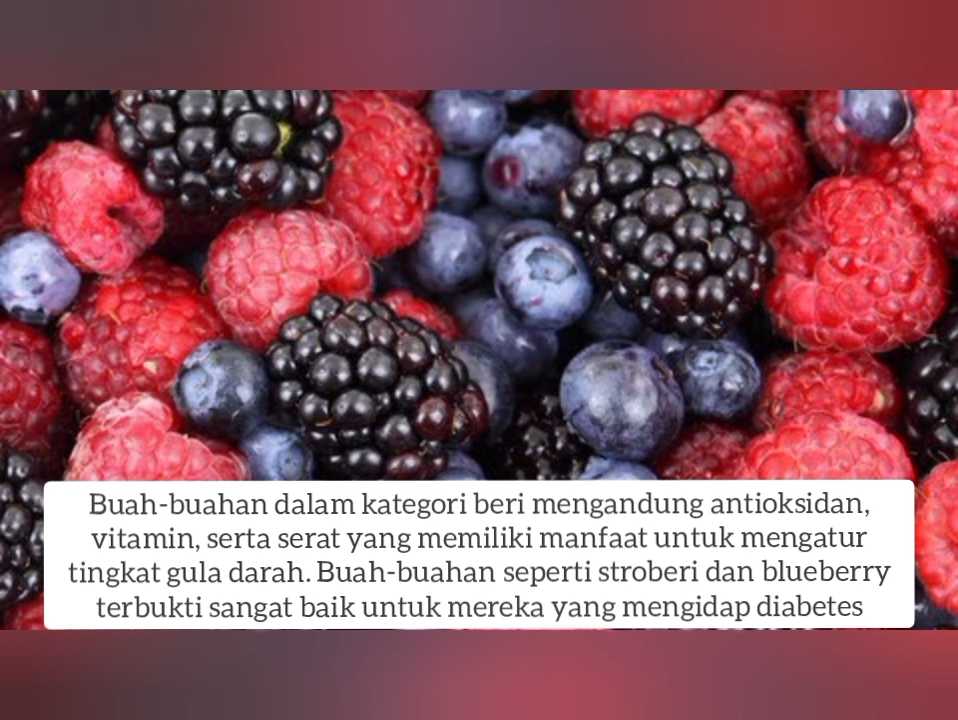 Buah-buahan dalam kategori beri mengandung antioksidan,
vitamin, serta serat yang memiliki manfaat untuk mengatur
tingkat gula darah. Buah-buahan seperti stroberi dan blueberry
terbukti sangat baik untuk mereka yang mengidap diabetes